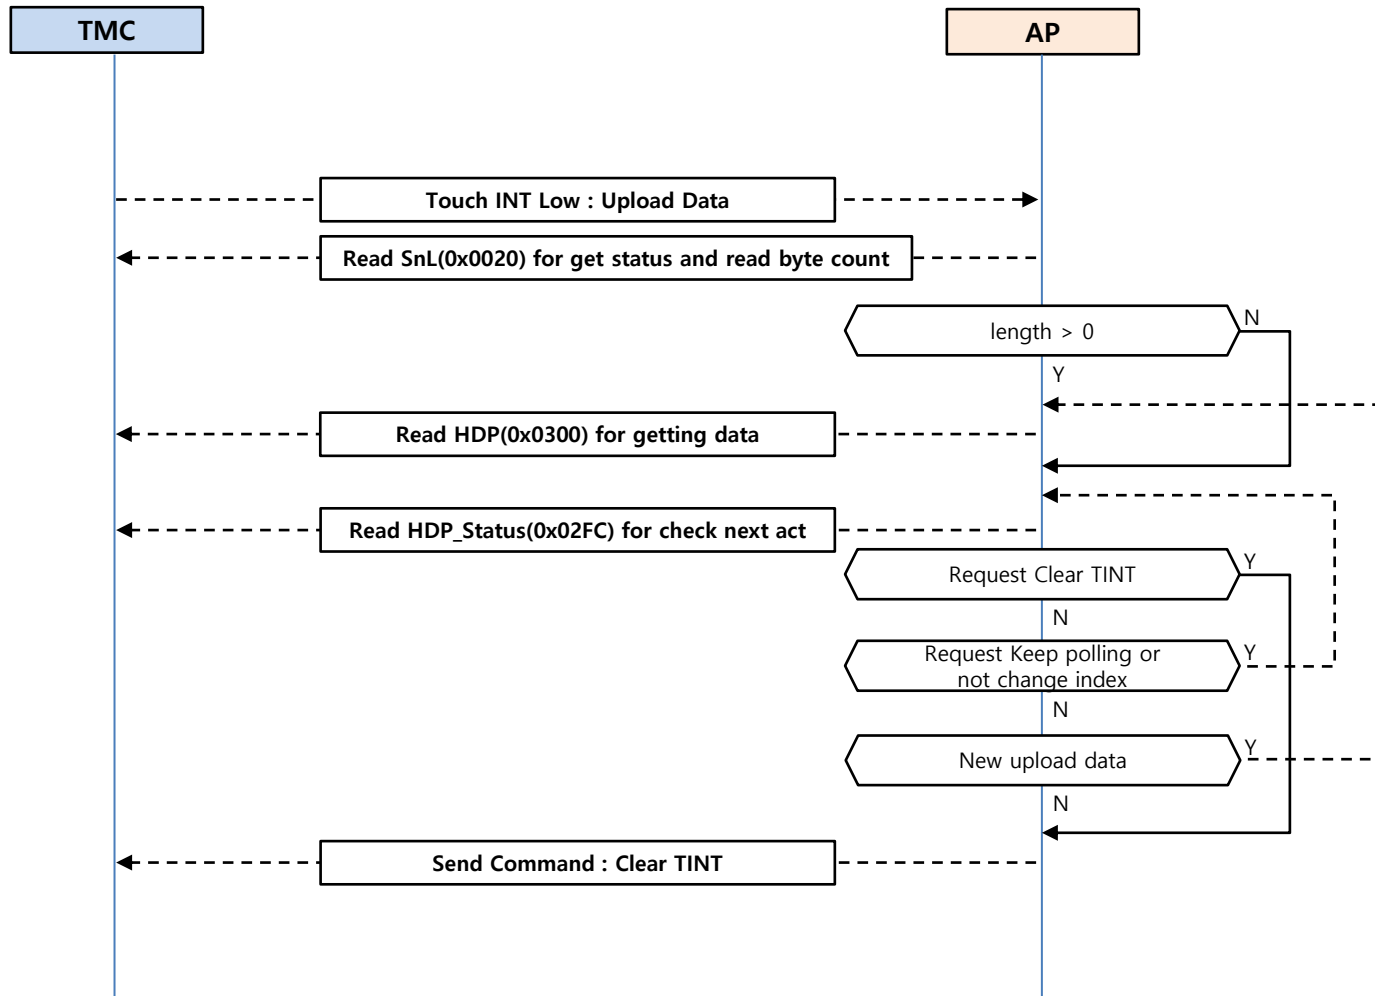 TMC
AP
Touch INT Low : Upload Data
Read SnL(0x0020) for get status and read byte count
length > 0
N
Y
Read HDP(0x0300) for getting data
Read HDP_Status(0x02FC) for check next act
Request Clear TINT
Y
N
Request Keep polling or
not change index
Y
N
New upload data
Y
N
Send Command : Clear TINT